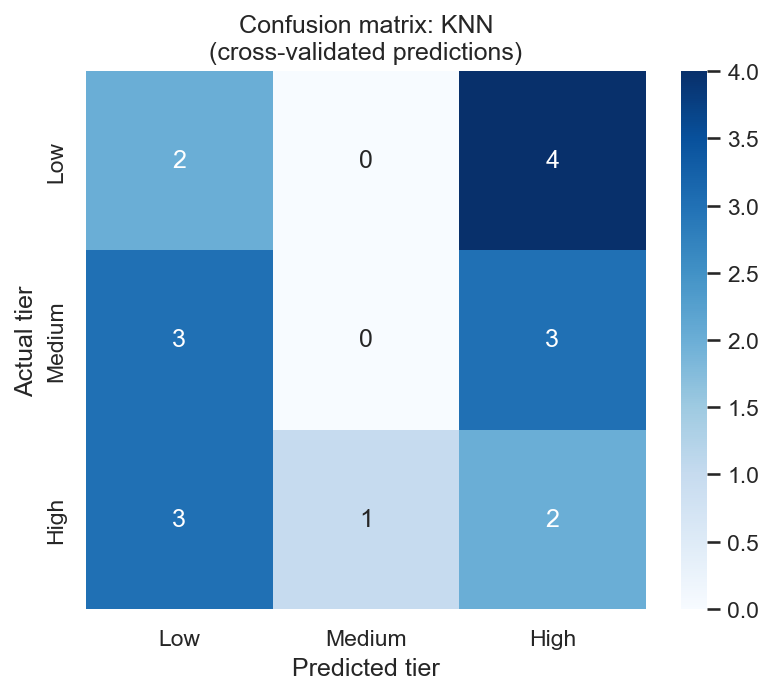 Confusion matrix: KNN
(cross-validated predictions)
Actual tier
Low
2
0
4
Medium
3
0
3
High
3
1
2
Low
Medium
High
Predicted tier
4.0
3.5
3.0
2.5
2.0
1.5
1.0
0.5
0.0